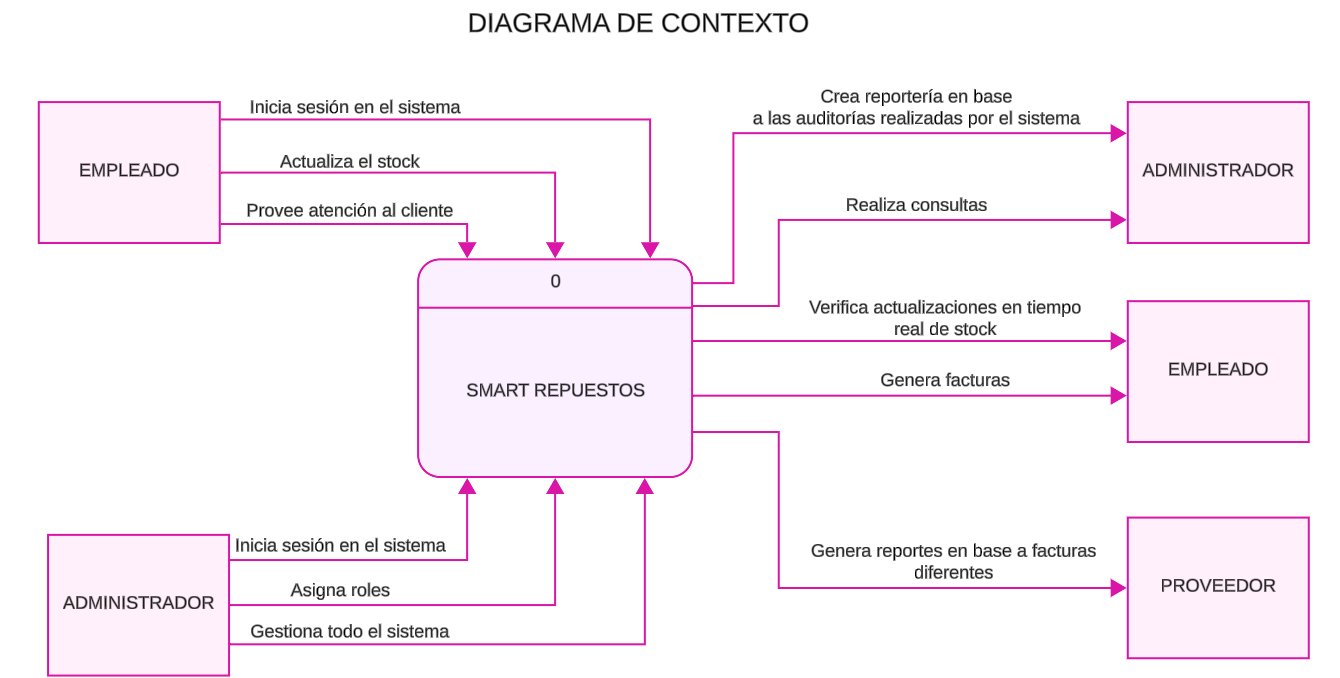 DIAGRAMA DE CONTEXTO
EMPLEADO
Inicia sesión en el sistema
Actualiza el stock
Provee atención al cliente
0
SMART REPUESTOS
ADMINISTRADOR
Inicia sesión en el sistema
Asigna roles
Gestiona todo el sistema
Crea reportería en base
a las auditorías realizadas por el sistema
Realiza consultas
ADMINISTRADOR
Verifica actualizaciones en tiempo
real de stock
Genera facturas
EMPLEADO
Genera reportes en base a facturas
diferentes
PROVEEDOR